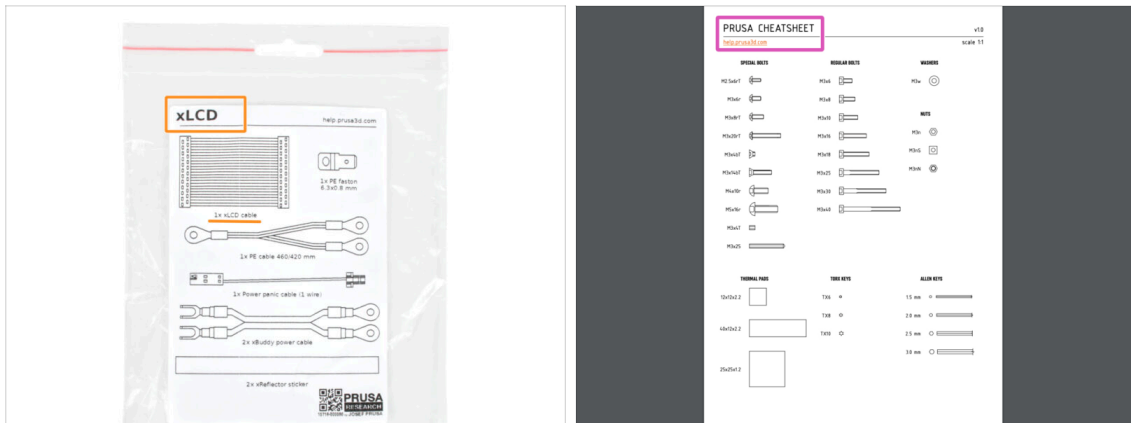 xLCD
help.prusa3d.com
1x PE faston
6.3x0.8 mm
1x xLCD cable
1x PE cable 460/420 mm
1x Power panic cable (1 wire)
2x xBuddy power cable
2x xReflector sticker
PRUSA
RESEARCH
by JOSEF PRUSA
PRUSA CHEATSHEET
v1.0
help.prusa3d.com
scale 1:1
SPECIAL BOLTS
M2.5x6rT
M3x6r
M3x8rT
M3x20rT
M3x4bT
M3x14bT
M4x10r
M5x16r
M3x4T
M3x25
REGULAR BOLTS
M3x6
M3x8
M3x10
M3x16
M3x18
M3x25
M3x30
M3x40
WASHERS
M3w
NUTS
M3n
M3nS
M3nN
THERMAL PADS
12x12x2.2
40x12x2.2
25x25x1.2
TORX KEYS
TX6
TX8
TX10
ALLEN KEYS
1.5 mm
2.0 mm
2.5 mm
3.0 mm